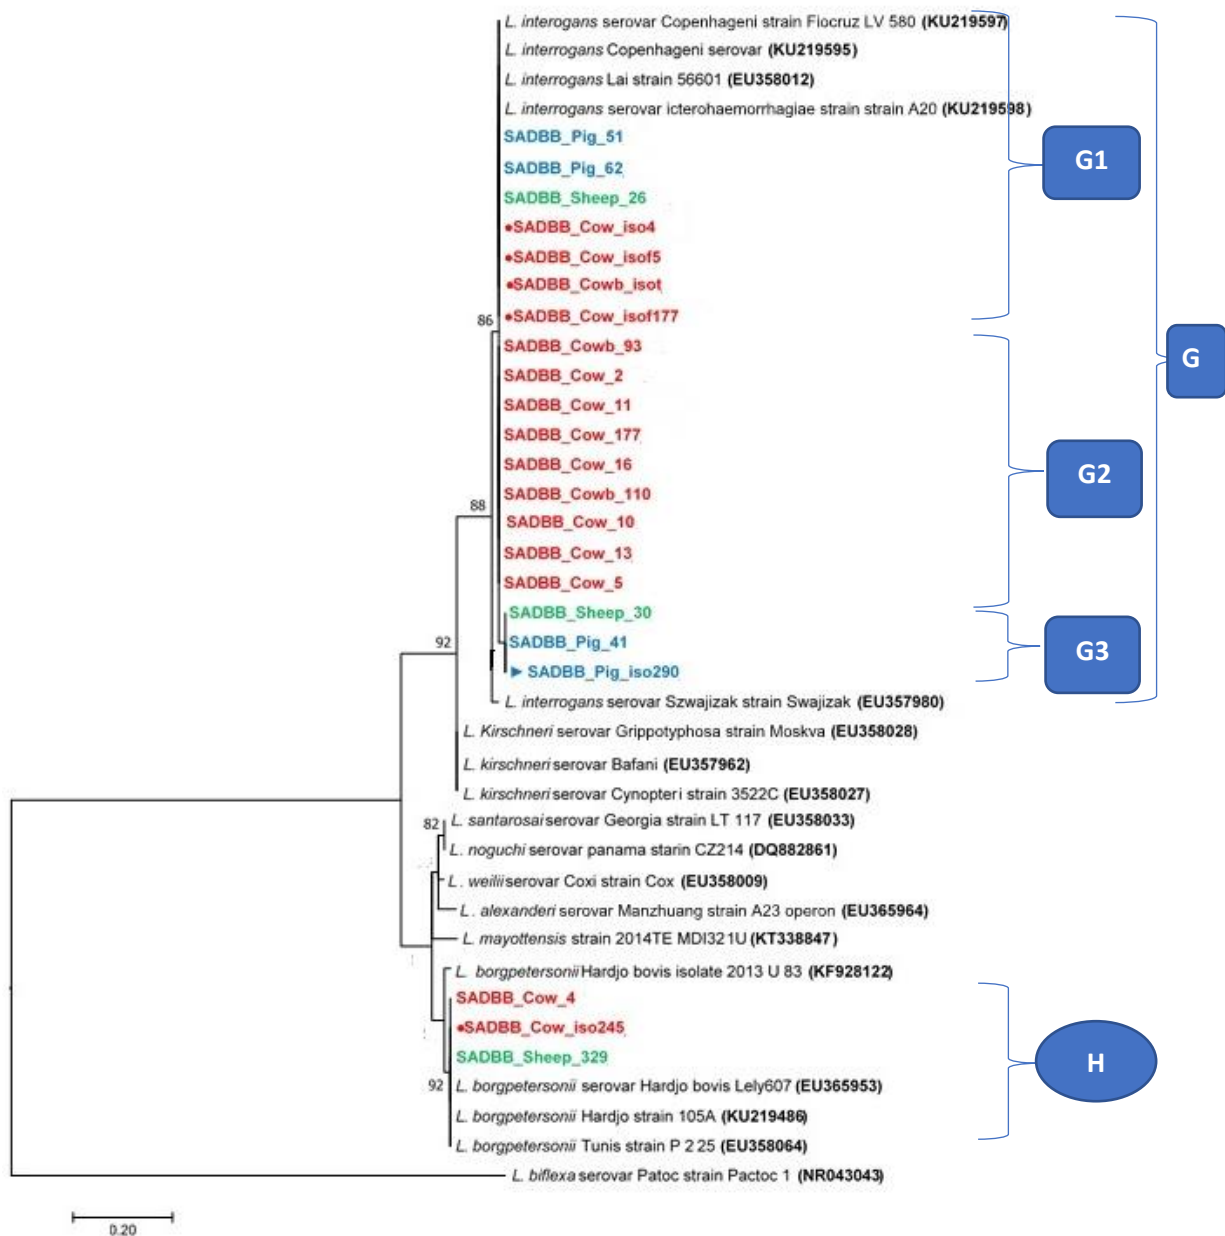 L. interogans serovar Copenhageni strain Fiocruz LV 580 (KU219597)
L. interrogans Copenhageni serovar (KU219595)
L. interrogans Lai strain 56601 (EU358012)
L. interrogans serovar icterohaemorrhagiae strain strain A20 (KU219598)
SADBB_Pig_51
G1
SADBB_Pig_62
SADBB_Sheep_26
•SADBB_Cow_iso4
•SADBB_Cow_isof5
•SADBB_Cowb_isot
•SADBB_Cow_isof177
86
SADBB_Cowb_93
G
SADBB_Cow_2
SADBB_Cow_11
SADBB_Cow_177
SADBB_Cow_16
G2
SADBB_Cowb_110
88
SADBB_Cow_10
SADBB_Cow_13
SADBB_Cow_5
SADBB_Sheep_30
92
SADBB_Pig_41
G3
► SADBB_Pig_iso290
L. interrogans serovar Szwajizak strain Swajizak (EU357980)
L. Kirschneri serovar Grippotyphosa strain Moskva (EU358028)
L. kirschneri serovar Bafani (EU357962)
L. kirschneri serovar Cynopteri strain 3522C (EU358027)
82
L. santarosai serovar Georgia strain LT 117 (EU358033)
L. noguchi serovar panama starin CZ214 (DQ882861)
L. weilii serovar Coxi strain Cox (EU358009)
L. alexanderi serovar Manzhuang strain A23 operon (EU365964)
L. mayottensis strain 2014TE MDI321U (KT338847)
L. borgpetersonii Hardjo bovis isolate 2013 U 83 (KF928122)
SADBB_Cow_4
•SADBB_Cow_iso245
SADBB_Sheep_329
H
92
L. borgpetersonii serovar Hardjo bovis Lely607 (EU365953)
L. borgpetersonii Hardjo strain 105A (KU219486)
L. borgpetersonii Tunis strain P 2 25 (EU358064)
L. biflexa serovar Patoc strain Pactoc 1 (NR043043)
0.20